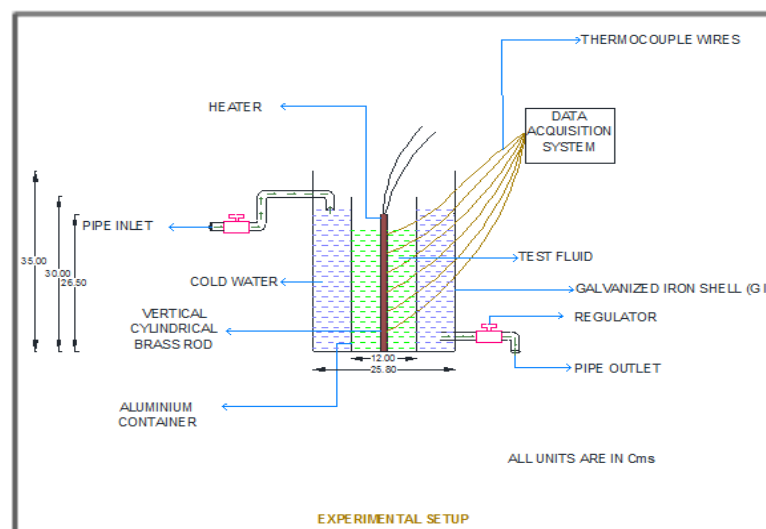 THERMOCOUPLE WIRES
HEATER
DATA
ACQUISITION
SYSTEM
PIPE INLET
35.00
30.00
26.50
TEST FLUID
COLD WATER
GALVANIZED IRON SHELL (GI
VERTICAL
CYLINDRICAL
BRASS ROD
REGULATOR
12.00
25.80
PIPE OUTLET
ALUMINIUM
CONTAINER
ALL UNITS ARE IN Cms
EXPERIMENTAL SETUP